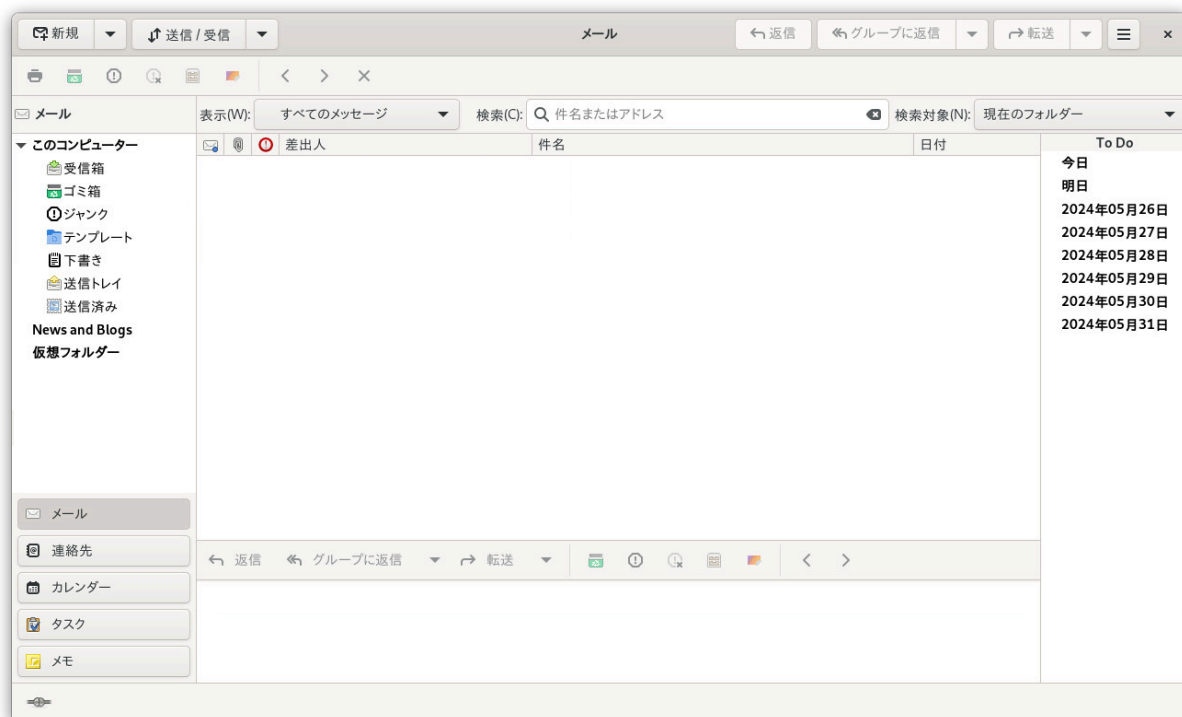 新規 送信 / 受信 メール 返信 グループに返信 転送
メール 表示(W): すべてのメッセージ 検索(C): 件名またはアドレス 検索対象(N): 現在のフォルダー
このコンピューター
受信箱
ゴミ箱
ジャンク
テンプレート
下書き
送信トレイ
送信済み
News and Blogs
仮想フォルダー
差出人 件名 日付
To Do
今日
明日
2024年05月26日
2024年05月27日
2024年05月28日
2024年05月29日
2024年05月30日
2024年05月31日
メール
連絡先
カレンダー
タスク
メモ
返信 グループに返信 転送